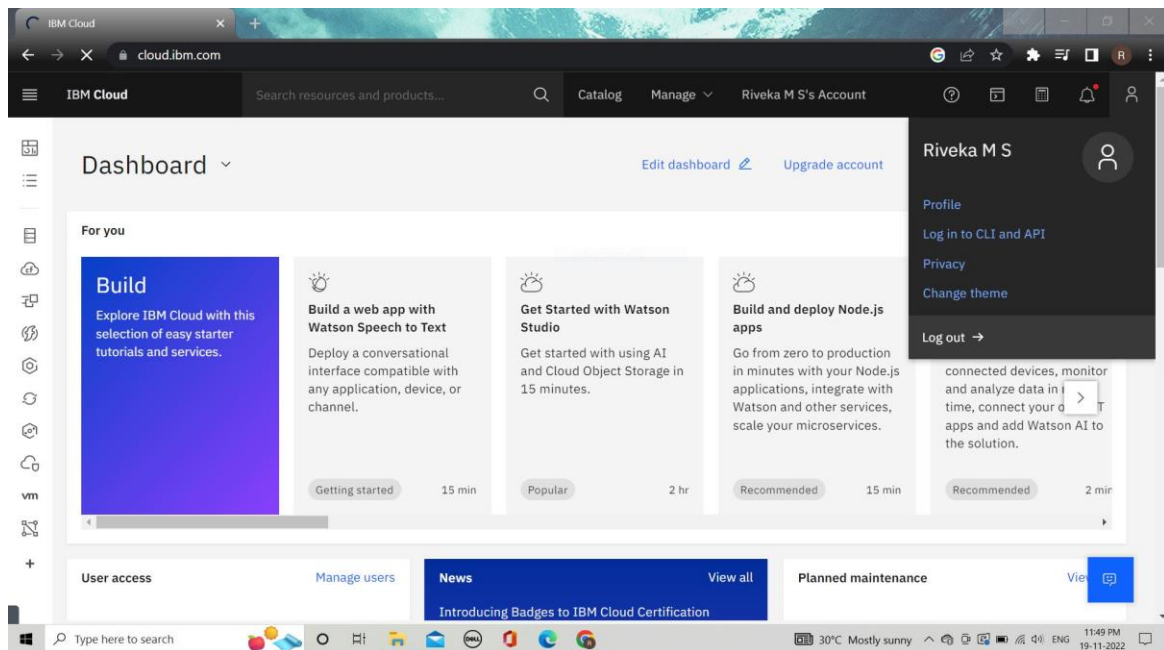 IBM Cloud
cloud.ibm.com
R
IBM Cloud
Search resources and products...
Catalog
Manage
Riveka M S's Account
Riveka M S
Profile
Log in to CLI and API
Privacy
Change theme
Log out →
Dashboard
Edit dashboard
Upgrade account
For you
Build
Explore IBM Cloud with this
selection of easy starter
tutorials and services.
Build a web app with
Watson Speech to Text
Deploy a conversational
interface compatible with
any application, device, or
channel.
Getting started
15 min
Get Started with Watson
Studio
Get started with using AI
and Cloud Object Storage in
15 minutes.
Popular
2 hr
Build and deploy Node.js
apps
Go from zero to production
in minutes with your Node.js
applications, integrate with
Watson and other services,
scale your microservices.
Recommended
15 min
connected devices, monitor
and analyze data in
time, connect your
apps and add Watson AI to
the solution.
Recommended
2 min
vm
User access
Manage users
News
View all
Introducing Badges to IBM Cloud Certification
Planned maintenance
Type here to search
DELL
30°C Mostly sunny
ENG
11:49 PM
19-11-2022